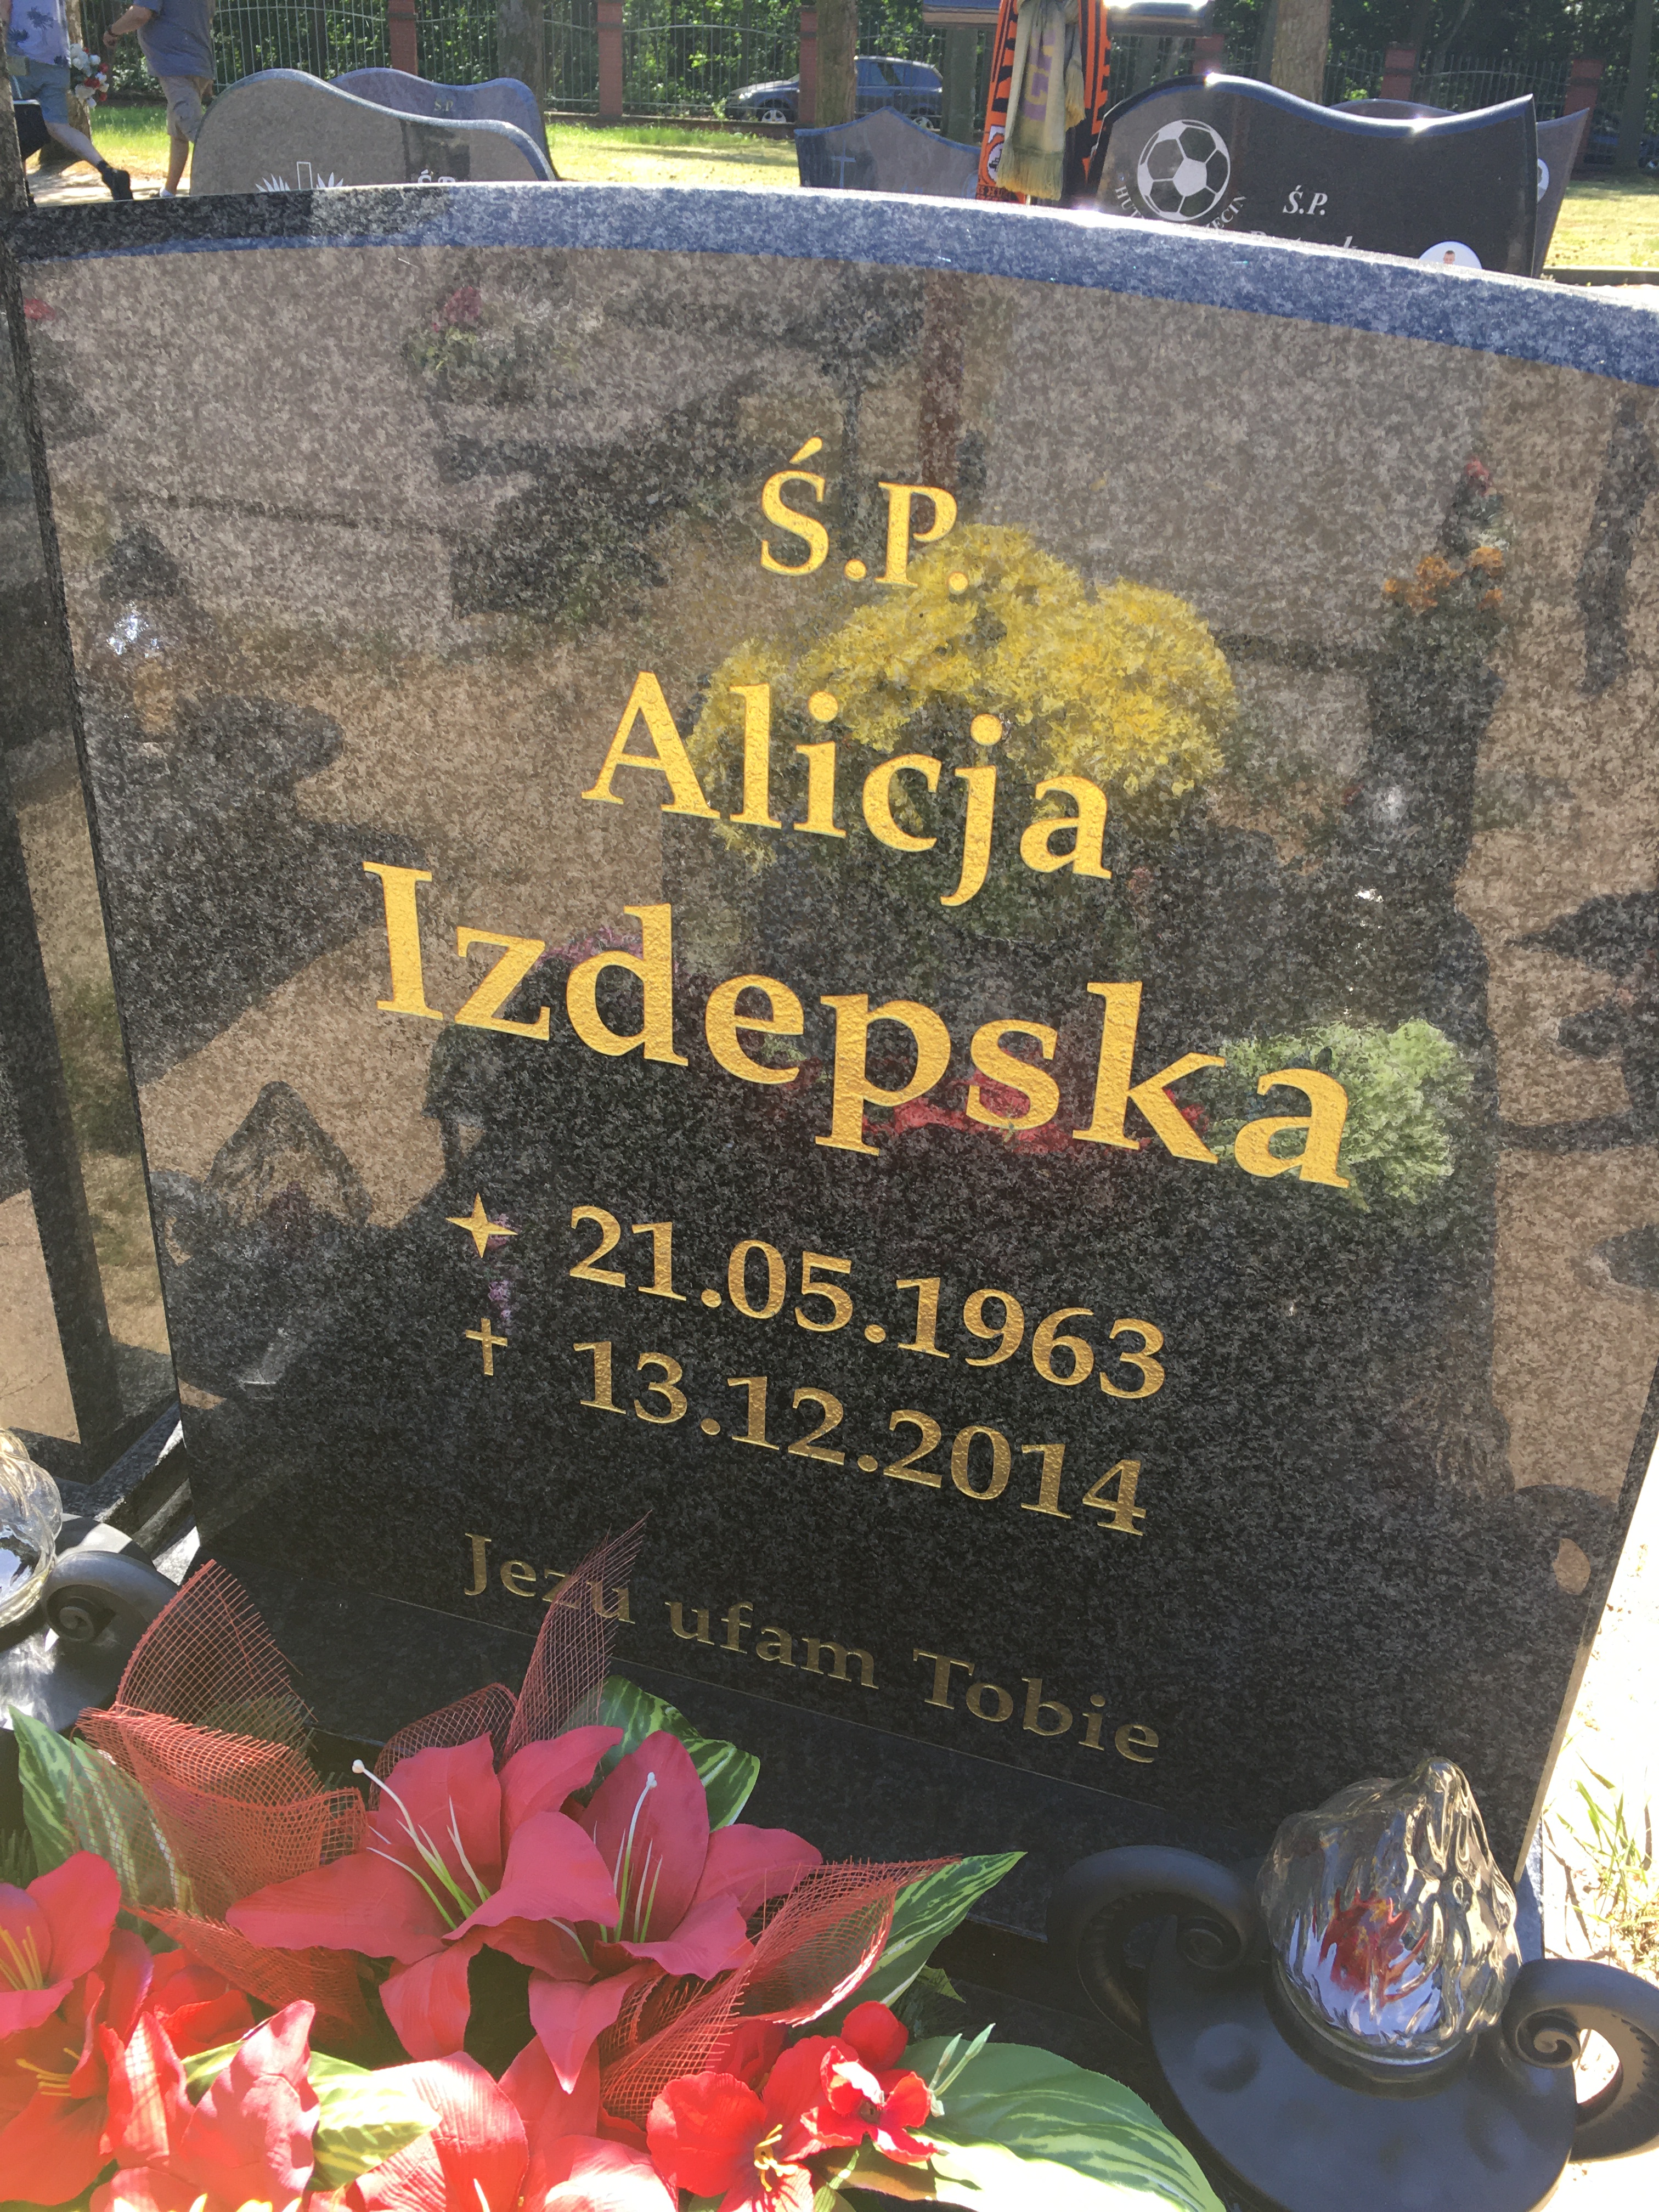 Ś.P.
Ś.P.
Ś.P.
Alicja
Izdepska
21.05.1963
13.12.2014
Jezu ufam Tobie